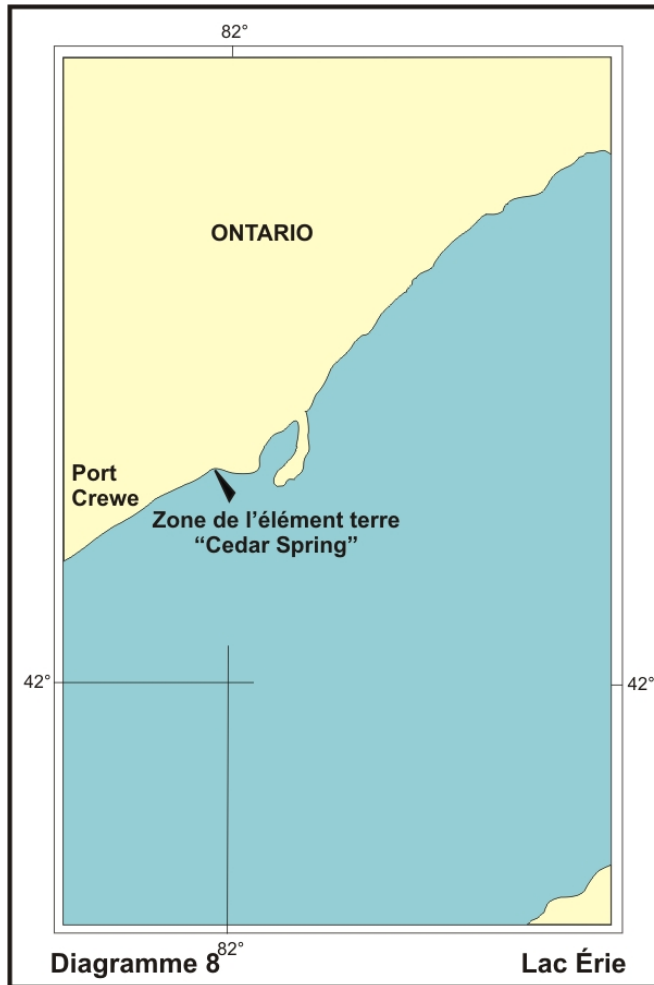 82°
ONTARIO
Port
Crewe
Zone de l’élément terre
“Cedar Spring”
42°
42°
82°
Diagramme 8
Lac Érie